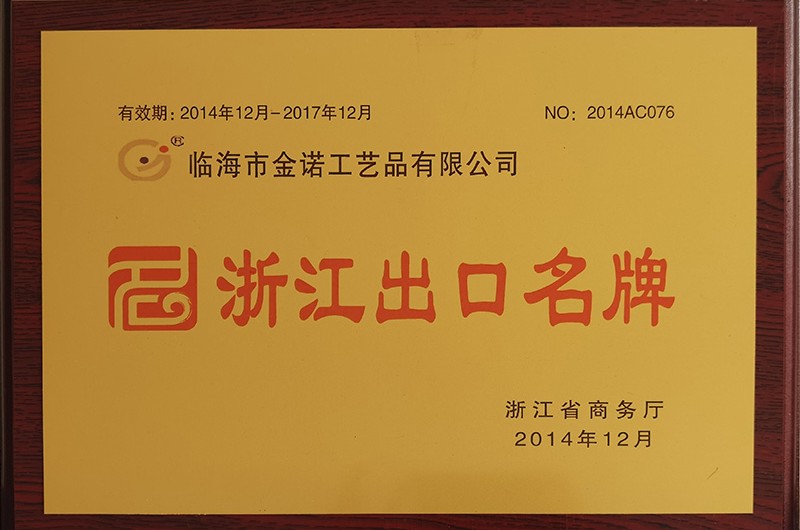 有效期：2014年12月-2017年12月 NO：2014AC076
® 临海市金诺工艺品有限公司
浙江出口名牌
浙江省商务厅
2014年12月